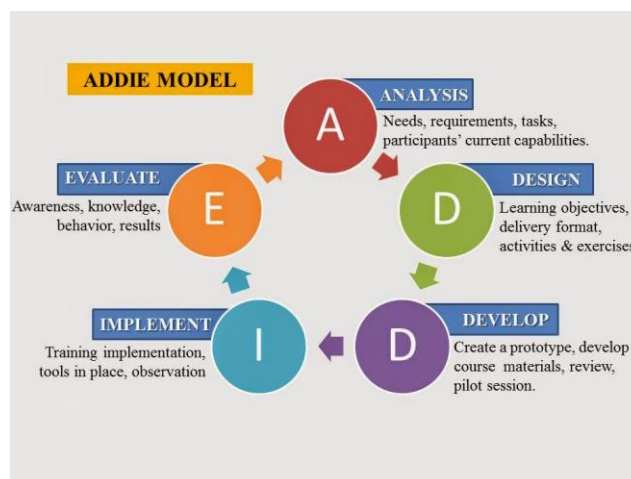 ADDIE MODEL
A
ANALYSIS
Needs, requirements, tasks,
participants' current capabilities.
D
DESIGN
Learning objectives,
delivery format,
activities & exercises
D
DEVELOP
Create a prototype, develop
course materials, review,
pilot session.
I
IMPLEMENT
Training implementation,
tools in place, observation
E
EVALUATE
Awareness, knowledge,
behavior, results